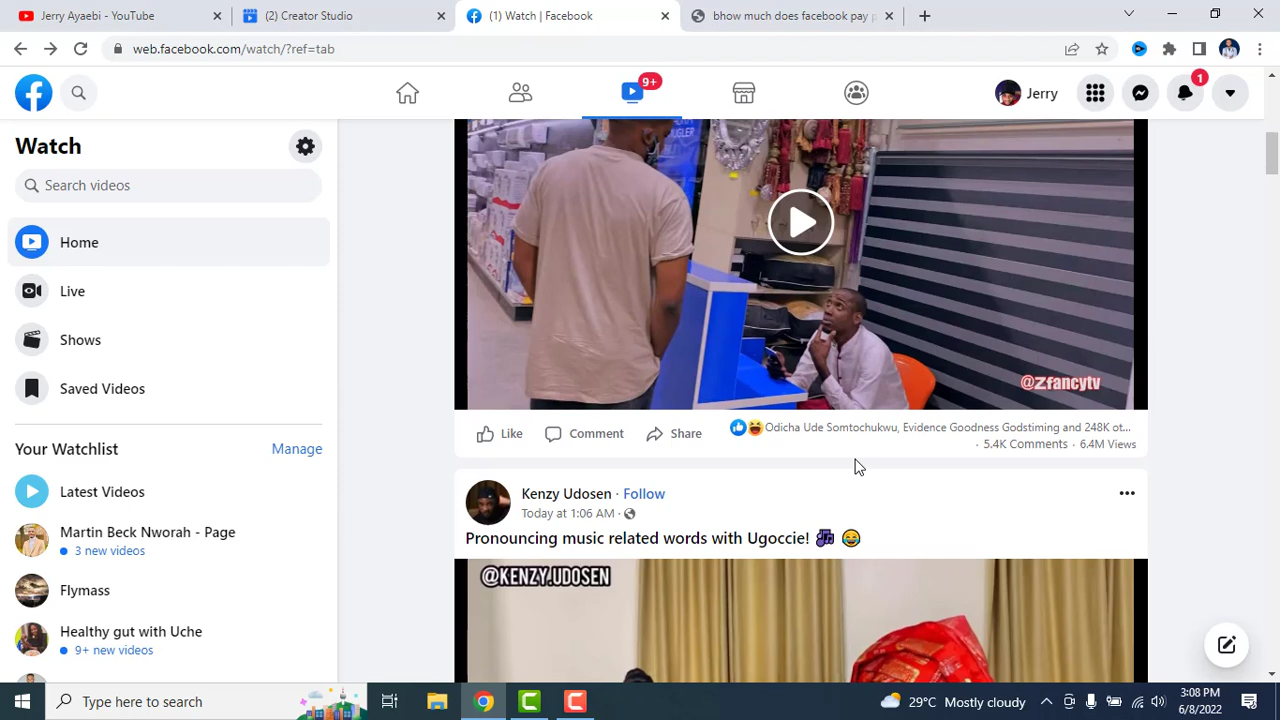 Jerry Ayaebi - YouTube
(2) Creator Studio
(1) Watch | Facebook
bhow much does facebook pay p
web.facebook.com/watch/?ref=tab
9+
Jerry
1
Watch
Search videos
Home
Live
Shows
Saved Videos
Your Watchlist
Manage
Latest Videos
Martin Beck Nworah - Page
3 new videos
Flymass
Healthy gut with Uche
9+ new videos
@Zfancytv
Like
Comment
Share
Odicha Ude Somtochukwu, Evidence Goodness Godstiming and 248K ot...
· 5.4K Comments · 6.4M Views
Kenzy Udosen · Follow
Today at 1:06 AM ·
Pronouncing music related words with Ugoccie! 🎶 😂
@KENZY.UDOSEN
Type here to search
29°C Mostly cloudy
3:08 PM
6/8/2022